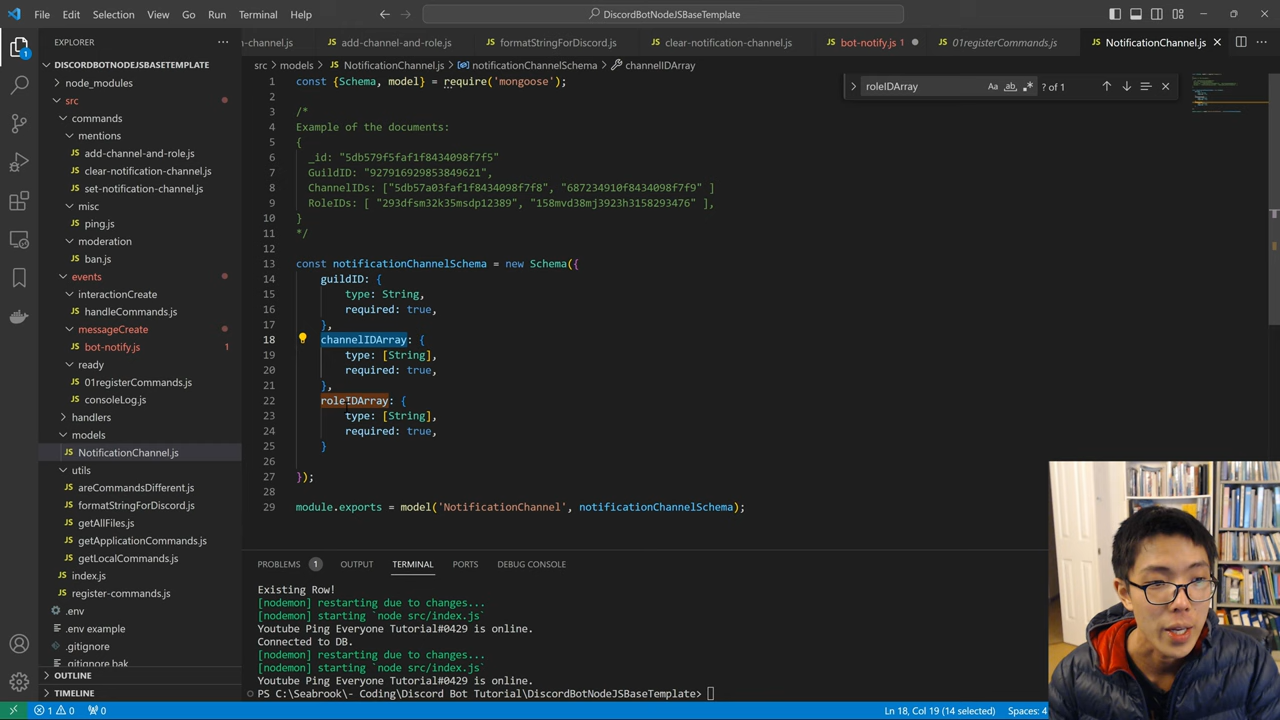 File Edit Selection View Go Run Terminal Help
DiscordBotNodeJSBaseTemplate
EXPLORER
n-channel.js
add-channel-and-role.js
formatStringForDiscord.js
clear-notification-channel.js
bot-notify.js 1
01registerCommands.js
NotificationChannel.js
src > models > NotificationChannel.js > notificationChannelSchema > channelIDArray
DISCORDBOTNODEJSBASETEMPLATE
node_modules
src
commands
mentions
add-channel-and-role.js
clear-notification-channel.js
set-notification-channel.js
misc
ping.js
moderation
ban.js
events
interactionCreate
handleCommands.js
messageCreate
bot-notify.js 1
ready
01registerCommands.js
consoleLog.js
handlers
models
NotificationChannel.js
utils
areCommandsDifferent.js
formatStringForDiscord.js
getAllFiles.js
getApplicationCommands.js
getLocalCommands.js
index.js
register-commands.js
.env
.env example
.gitignore
.gitignore.bak
OUTLINE
TIMELINE
roleIDArray Aa ab ? of 1
1 const {Schema, model} = require('mongoose');
2
3 /*
4 Example of the documents:
5 {
6 _id: "5db579f5faf1f8434098f7f5"
7 GuildID: "927916929853849621",
8 ChannelIDs: ["5db57a03faf1f8434098f7f8", "687234910f8434098f7f9" ]
9 RoleIDs: [ "293dfsm32k35msdp12389", "158mvd38mj3923h3158293476" ],
10 }
11 */
12
13 const notificationChannelSchema = new Schema({
14 guildID: {
15 type: String,
16 required: true,
17 },
18 channelIDArray: {
19 type: [String],
20 required: true,
21 },
22 roleIDArray: {
23 type: [String],
24 required: true,
25 }
26
27 });
28
29 module.exports = model('NotificationChannel', notificationChannelSchema);
PROBLEMS 1 OUTPUT TERMINAL PORTS DEBUG CONSOLE
Existing Row!
[nodemon] restarting due to changes...
[nodemon] starting `node src/index.js`
Youtube Ping Everyone Tutorial#0429 is online.
Connected to DB.
[nodemon] restarting due to changes...
[nodemon] starting `node src/index.js`
Youtube Ping Everyone Tutorial#0429 is online.
PS C:\Seabrook\- Coding\Discord Bot Tutorial\DiscordBotNodeJSBaseTemplate>
1 0 0
Ln 18, Col 19 (14 selected) Spaces: 4